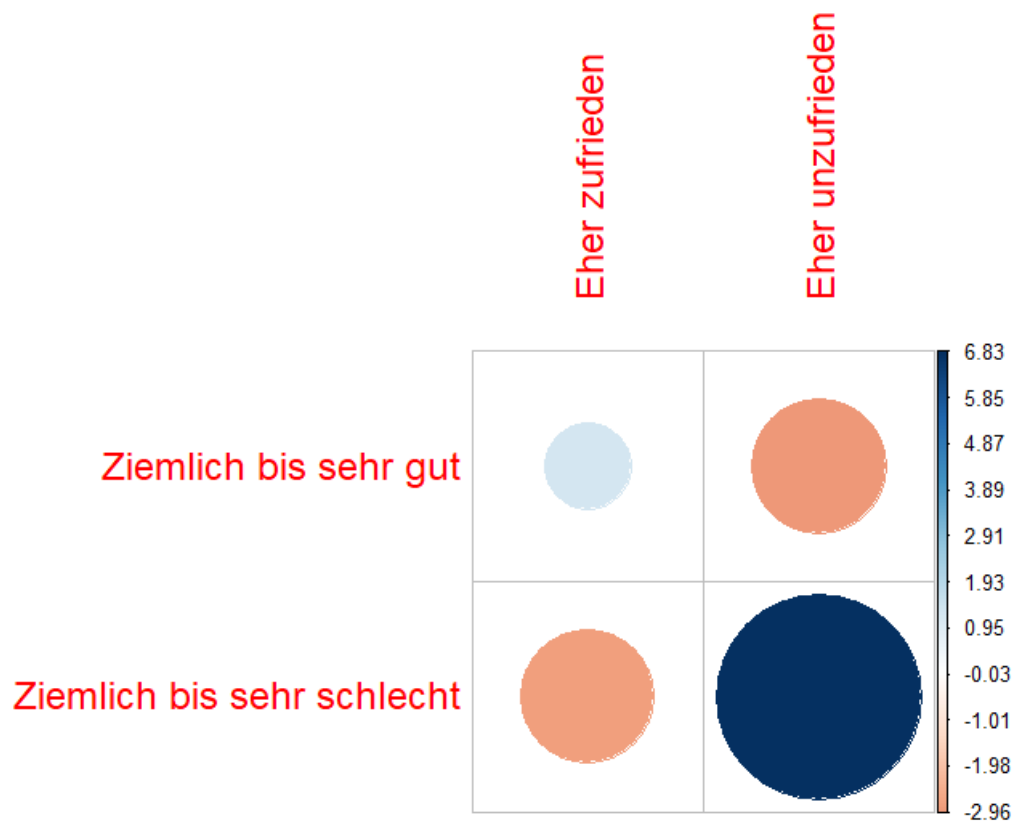 Eher zufrieden
Eher unzufrieden
Ziemlich bis sehr gut
Ziemlich bis sehr schlecht
6.83
5.85
4.87
3.89
2.91
1.93
0.95
-0.03
-1.01
-1.98
-2.96